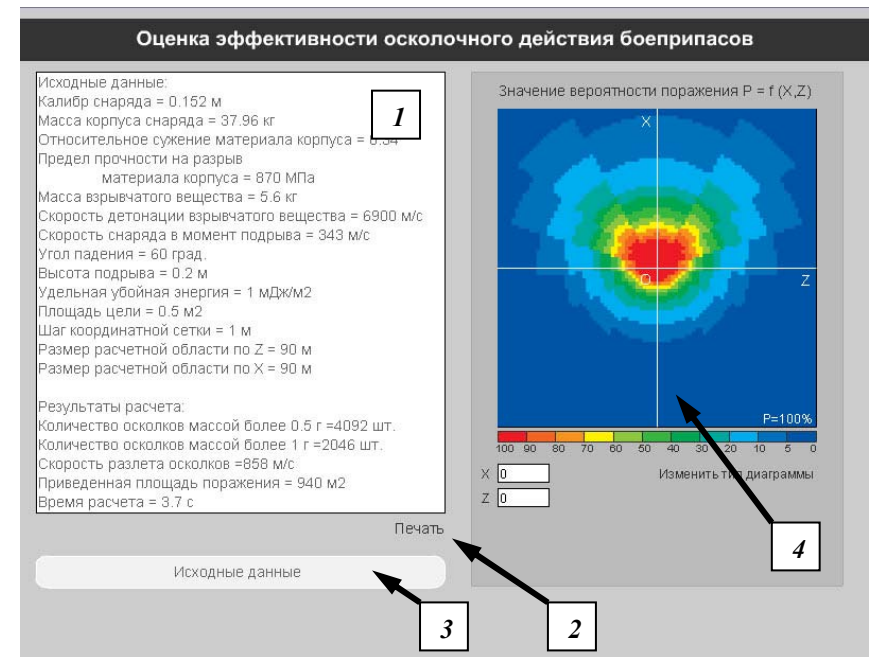 Оценка эффективности осколочного действия боеприпасов
Исходные данные:
Калибр снаряда = 0.152 м
Масса корпуса снаряда = 37.96 кг
Относительное сужение материала корпуса =
Предел прочности на разрыв
материала корпуса = 870 МПа
Масса взрывчатого вещества = 5.6 кг
Скорость детонации взрывчатого вещества = 6900 м/с
Скорость снаряда в момент подрыва = 343 м/с
Угол падения = 60 град.
Высота подрыва = 0.2 м
Удельная убойная энергия = 1 мДж/м2
Площадь цели = 0.5 м2
Шаг координатной сетки = 1 м
Размер расчетной области по Z = 90 м
Размер расчетной области по X = 90 м
Результаты расчета:
Количество осколков массой более 0.5 г =4092 шт.
Количество осколков массой более 1 г =2046 шт.
Скорость разлета осколков =858 м/с
Приведенная площадь поражения = 940 м2
Время расчета = 3.7 с
1
Печать
Исходные данные
3
2
Значение вероятности поражения P = f (X,Z)
X
O
Z
P=100%
100 90 80 70 60 50 40 30 20 10 5 0
X 0
Изменить тип диаграммы
Z 0
4